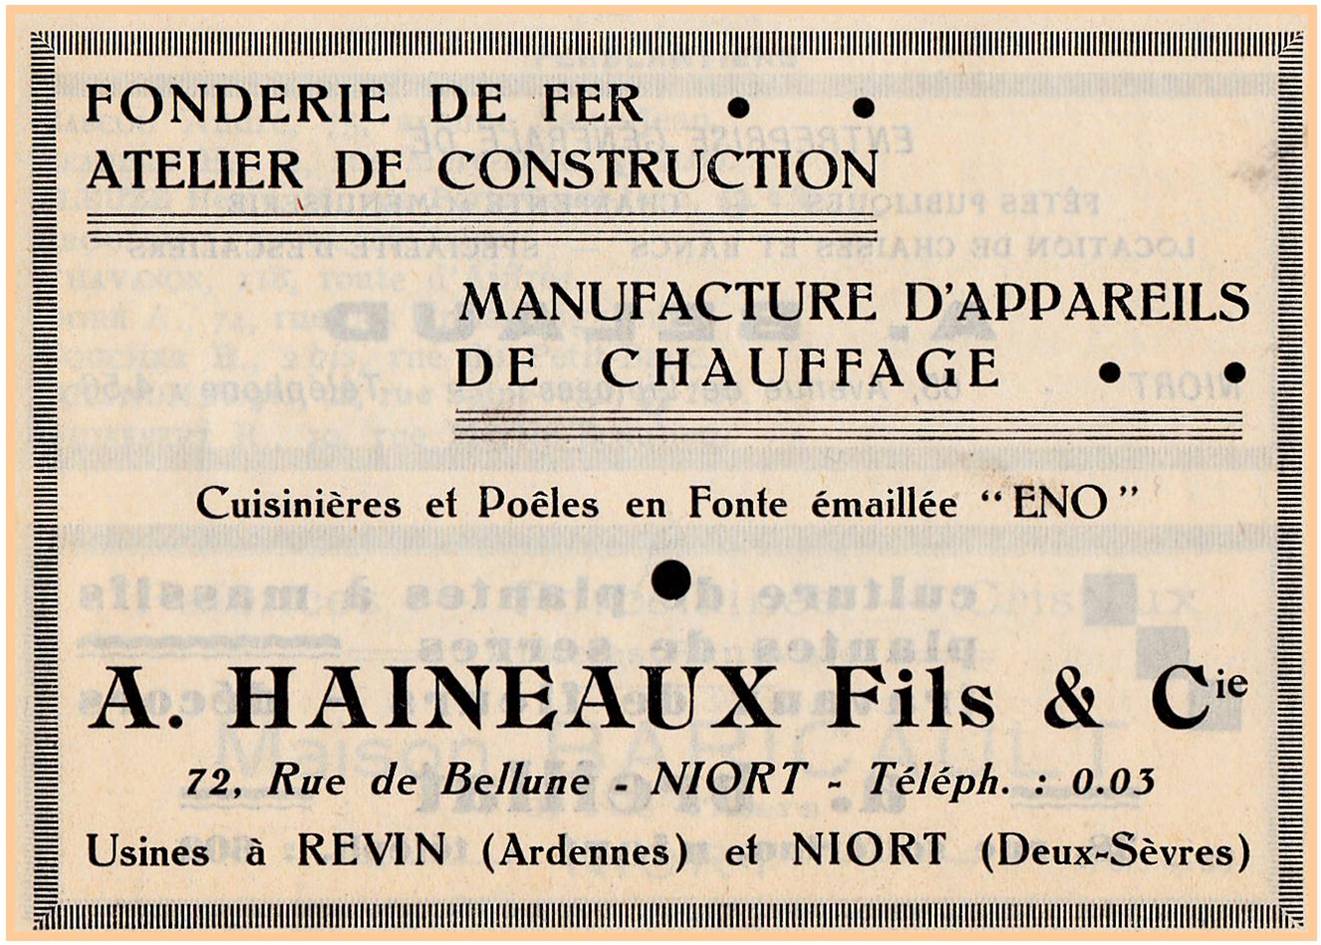 FONDERIE DE FER • •
ATELIER DE CONSTRUCTION
MANUFACTURE D'APPAREILS
DE CHAUFFAGE • •
Cuisinières et Poêles en Fonte émaillée “ ENO ”
A. HAINEAUX Fils & Cie
72, Rue de Bellune - NIORT - Téléph. : 0.03
Usines à REVIN (Ardennes) et NIORT (Deux-Sèvres)